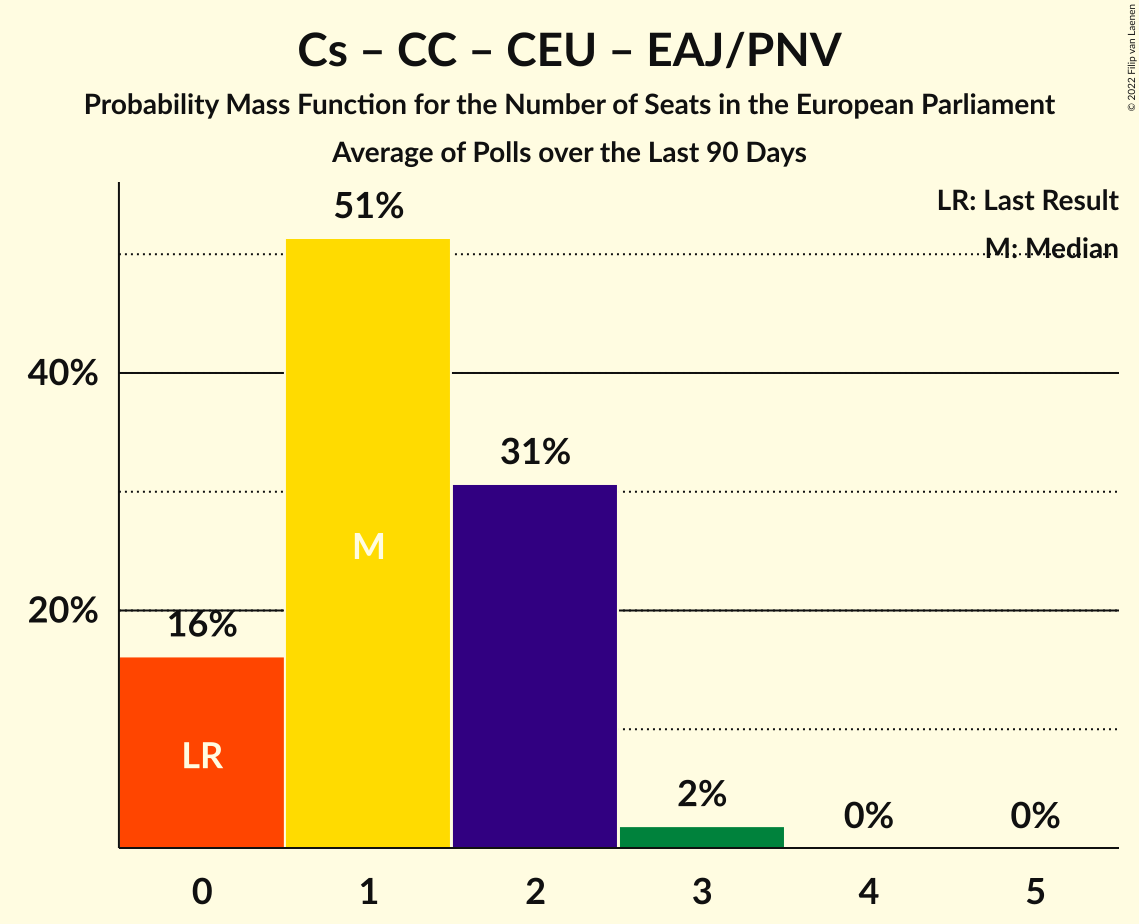 Cs – CC – CEU – EAJ/PNV
Probability Mass Function for the Number of Seats in the European Parliament
Average of Polls over the Last 90 Days
© 2022 Filip van Laenen
LR: Last Result
M: Median
51%
40%
31%
M
20%
16%
LR
2%
0%
0%
0
1
2
3
4
5